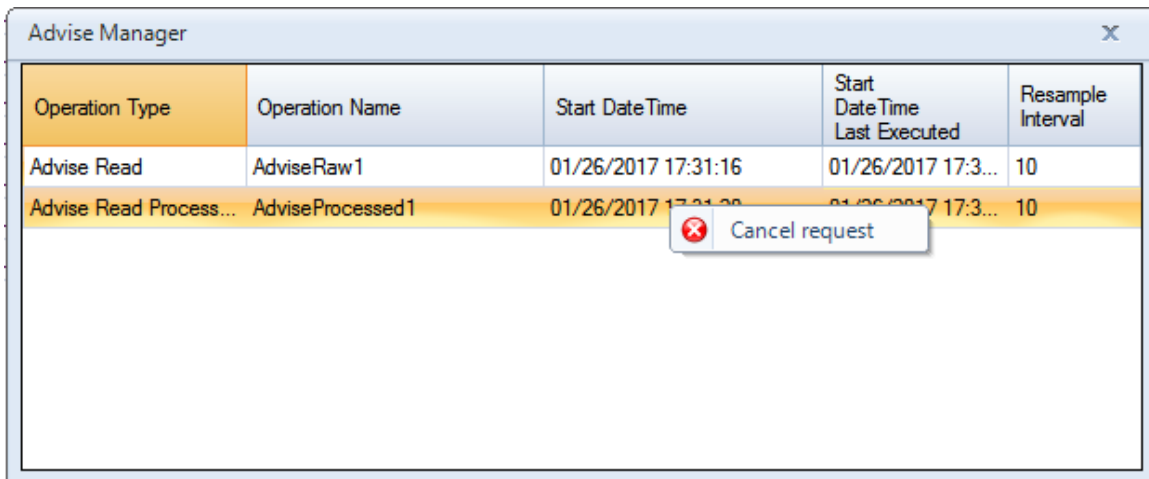 Advise Manager
Operation Type Operation Name Start DateTime Start DateTime Last Executed Resample Interval
Advise Read AdviseRaw1 01/26/2017 17:31:16 01/26/2017 17:3... 10
Advise Read Process... AdviseProcessed1 01/26/2017 17:3... 10
Cancel request